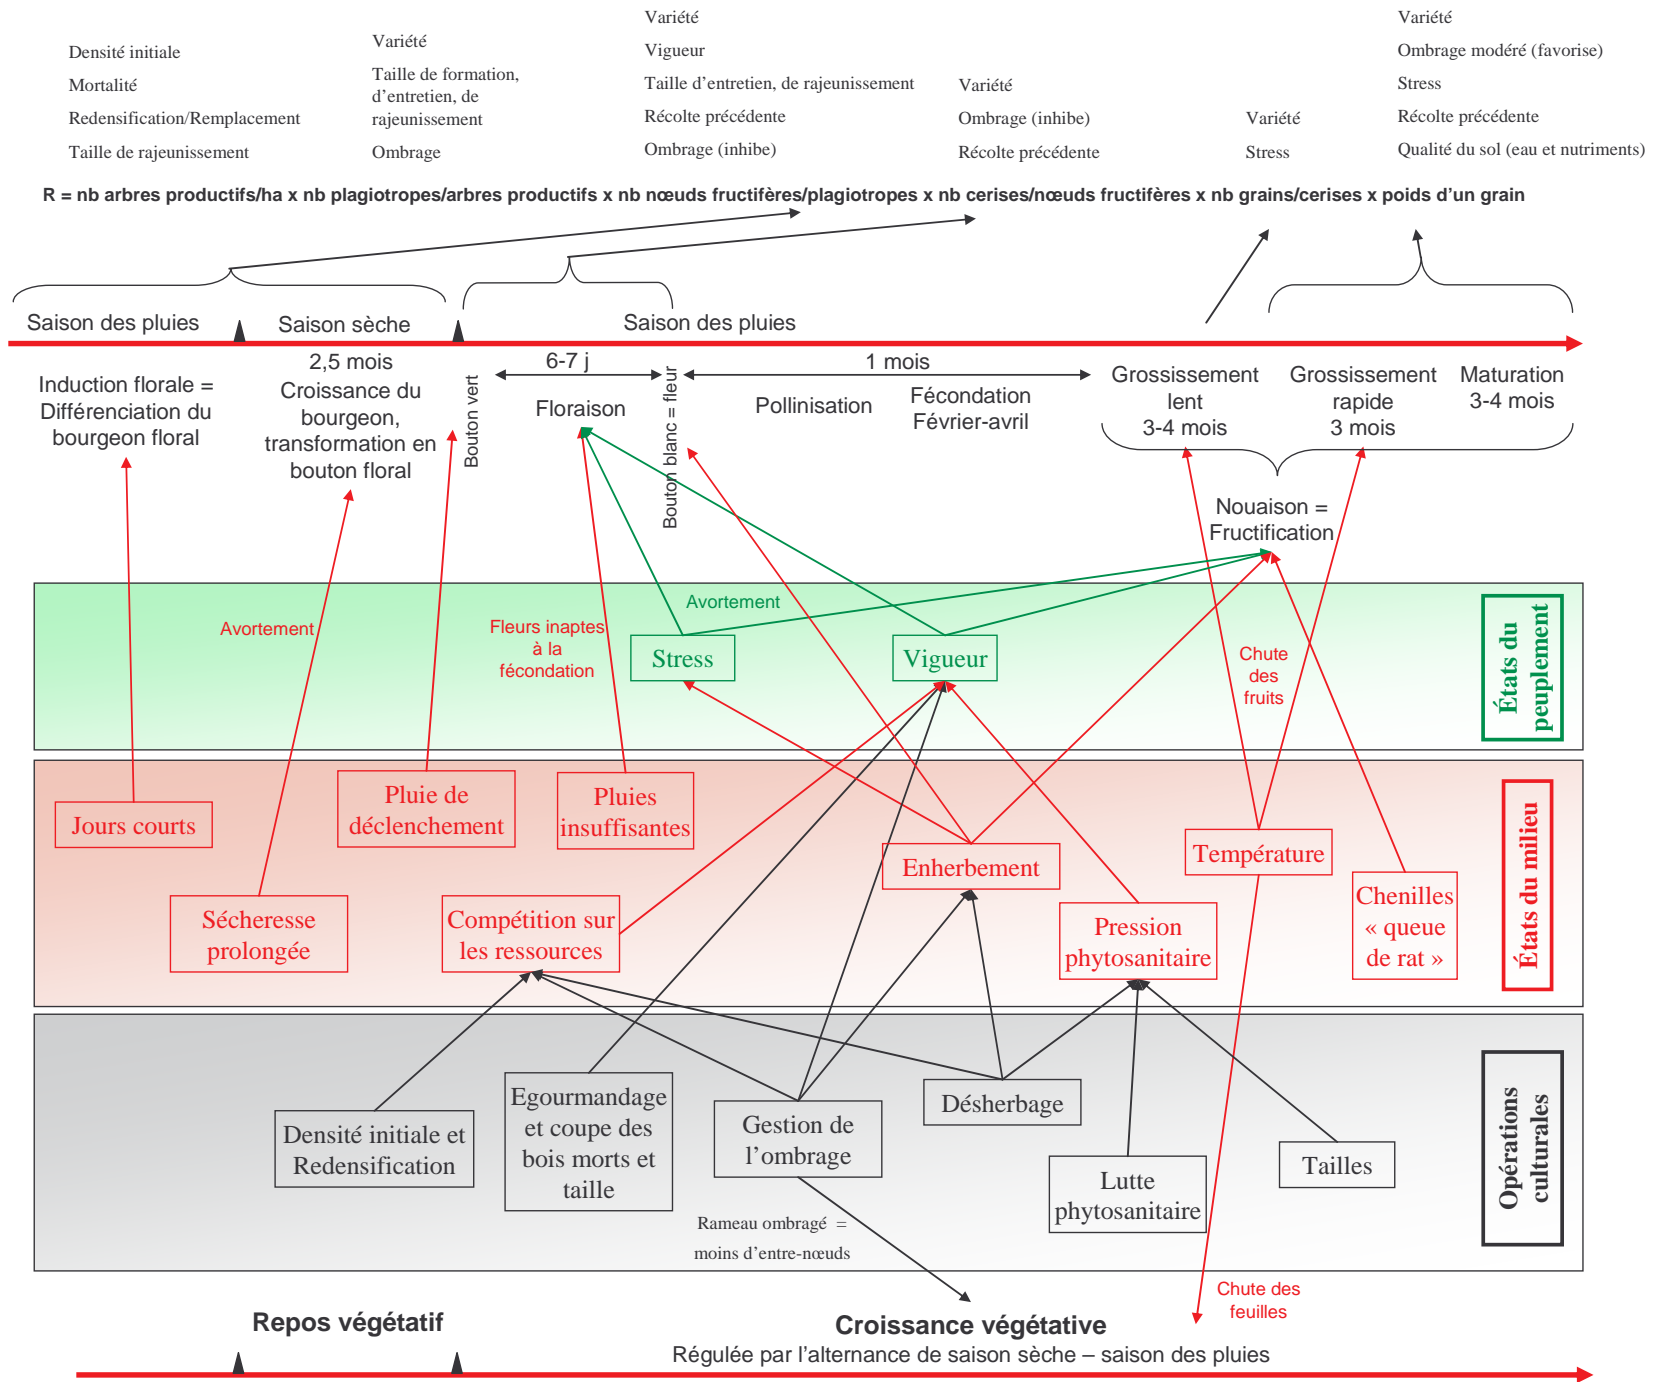 Densité initiale
Mortalité
Redensification/Remplacement
Taille de rajeunissement
Variété
Taille de formation,
d'entretien, de
rajeunissement
Ombrage
Variété
Vigueur
Taille d'entretien, de rajeunissement
Récolte précédente
Ombrage (inhibe)
Variété
Ombrage (inhibe)
Récolte précédente
Variété
Stress
Variété
Ombrage modéré (favorise)
Stress
Récolte précédente
Qualité du sol (eau et nutriments)
R = nb arbres productifs/ha x nb plagiotropes/arbres productifs x nb nœuds fructifères/plagiotropes x nb cerises/nœuds fructifères x nb grains/cerises x poids d'un grain
Saison des pluies
Saison sèche
Saison des pluies
Induction florale =
Différenciation du
bourgeon floral
2,5 mois
Croissance du
bourgeon,
transformation en
bouton floral
Bouton vert
6-7 j
Floraison
Bouton blanc = fleur
1 mois
Pollinisation
Fécondation
Février-avril
Grossissement
lent
3-4 mois
Grossissement
rapide
3 mois
Maturation
3-4 mois
Nouaison =
Fructification
Avortement
Fleurs inaptes
à la
fécondation
Avortement
Stress
Vigueur
Chute
des
fruits
États du
peuplement
Jours courts
Sécheresse
prolongée
Pluie de
déclenchement
Pluies
insuffisantes
Compétition sur
les ressources
Enherbement
Pression
phytosanitaire
Température
Chenilles
« queue
de rat »
États du milieu
Densité initiale et
Redensification
Egourmandage
et coupe des
bois morts et
taille
Gestion de
l'ombrage
Désherbage
Lutte
phytosanitaire
Tailles
Opérations
culturales
Rameau ombragé =
moins d'entre-nœuds
Chute des
feuilles
Repos végétatif
Croissance végétative
Régulée par l'alternance de saison sèche – saison des pluies